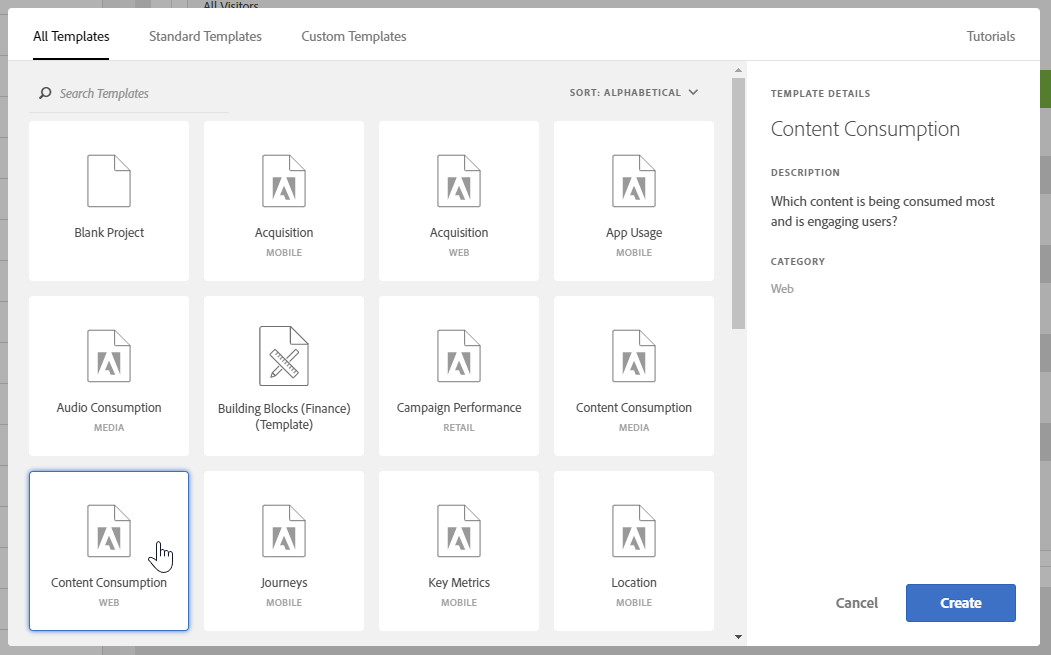 All Visitors
All Templates
Standard Templates
Custom Templates
Tutorials
Search Templates
SORT: ALPHABETICAL
Blank Project
Acquisition
MOBILE
Acquisition
WEB
App Usage
MOBILE
Audio Consumption
MEDIA
Building Blocks (Finance)
(Template)
Campaign Performance
RETAIL
Content Consumption
MEDIA
Content Consumption
WEB
Journeys
MOBILE
Key Metrics
MOBILE
Location
MOBILE
TEMPLATE DETAILS
Content Consumption
DESCRIPTION
Which content is being consumed most
and is engaging users?
CATEGORY
Web
Cancel
Create